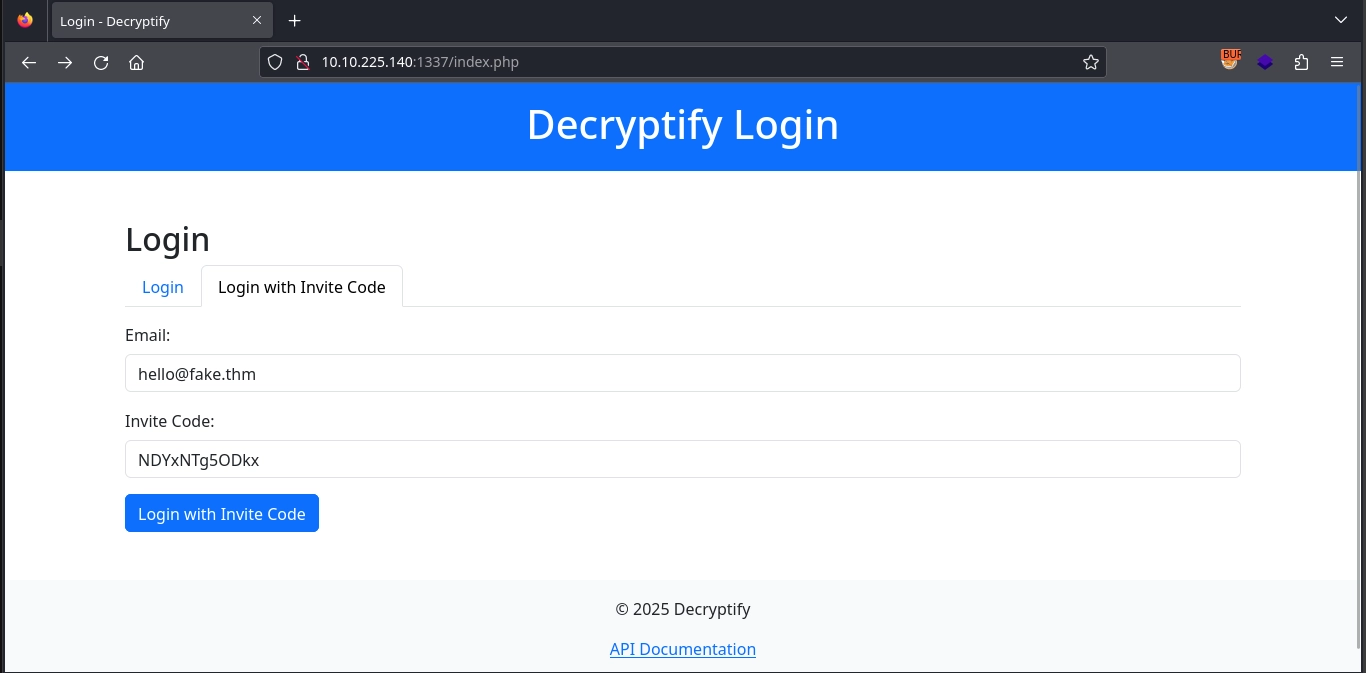 Login - Decryptify
10.10.225.140:1337/index.php
BUR
Decryptify Login
Login
Login
Login with Invite Code
Email:
hello@fake.thm
Invite Code:
NDYxNTg5ODkx
Login with Invite Code
© 2025 Decryptify
API Documentation